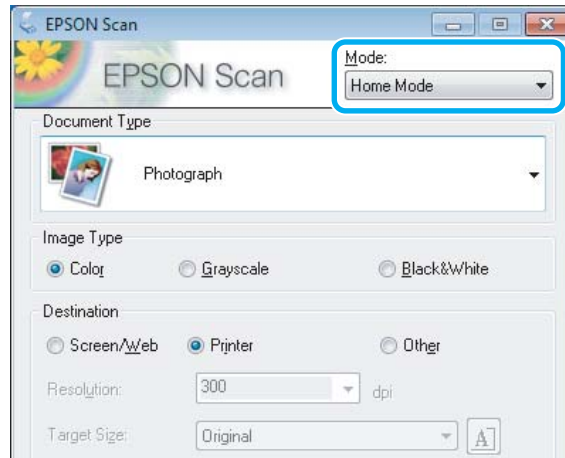 EPSON Scan
EPSON Scan
Mode:
Home Mode
Document Type
Photograph
Image Type
Color Grayscale Black&White
Destination
Screen/Web Printer Other
Resolution: 300 dpi
Target Size: Original A